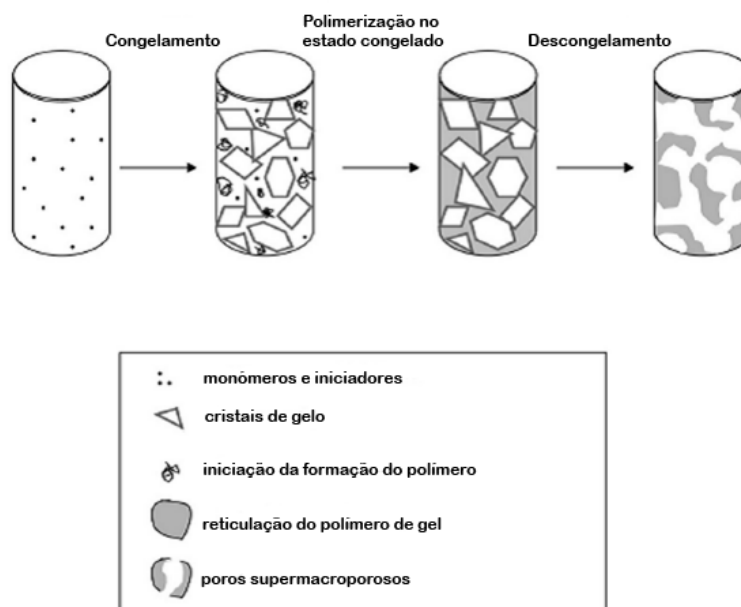 Congelamento
Polimerização no
estado congelado
Descongelamento
monômeros e iniciadores
cristais de gelo
iniciação da formação do polímero
reticulação do polímero de gel
poros supermacroporosos